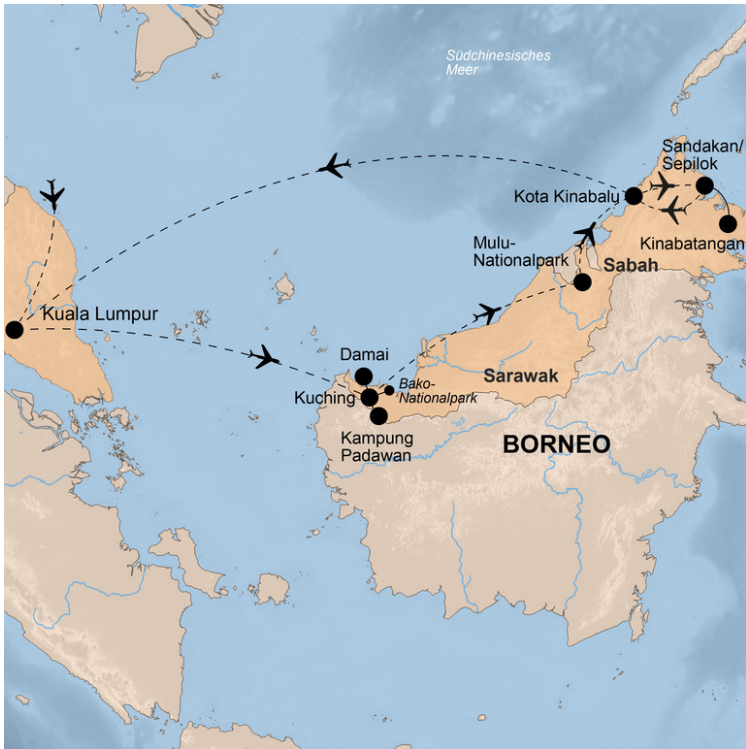 Südchinesisches
Meer
Sandakan/
Sepilok
Kota Kinabalu
Kinabatangan
Mulu-
Nationalpark
Sabah
Kuala Lumpur
Damai
Sarawak
Bako-
Nationalpark
Kuching
Kampung
Padawan
BORNEO